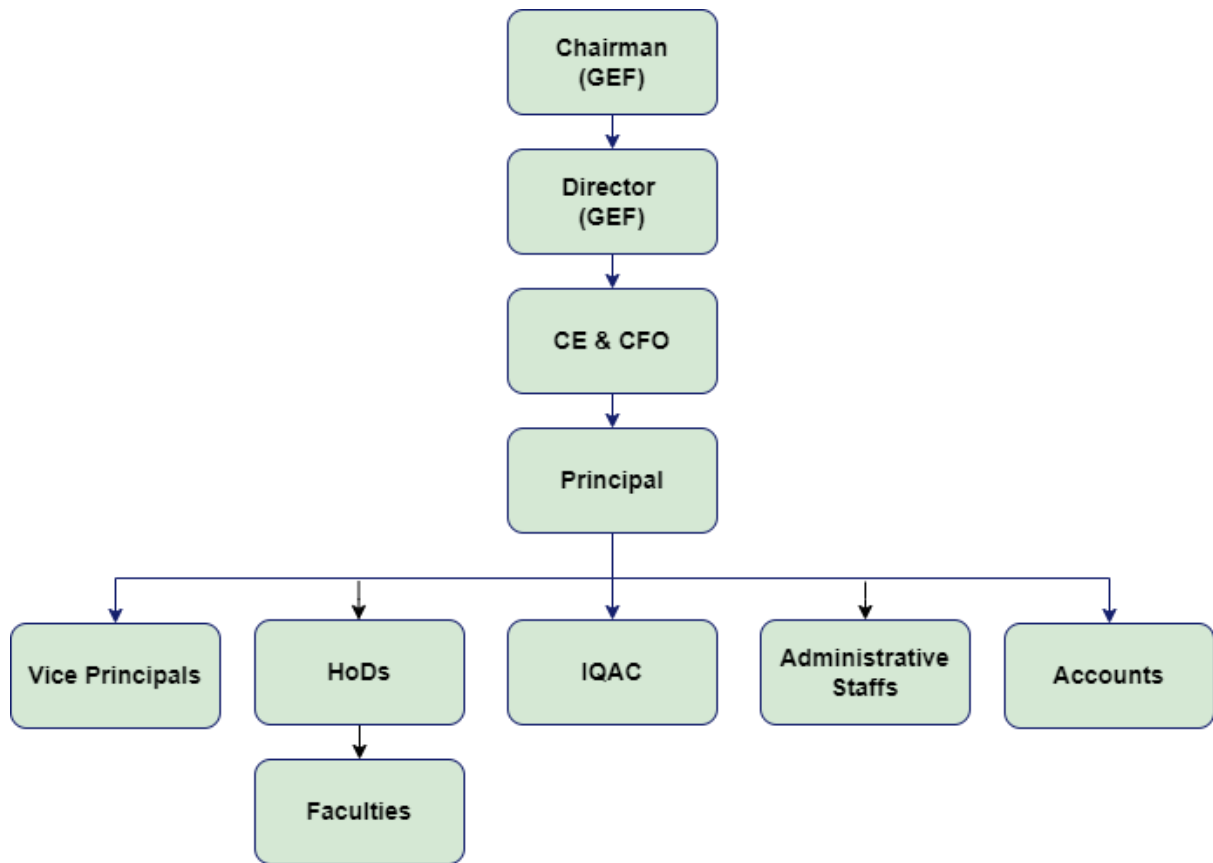 Chairman
(GEF)
Director
(GEF)
CE & CFO
Principal
Vice Principals
HoDs
IQAC
Administrative
Staffs
Accounts
Faculties